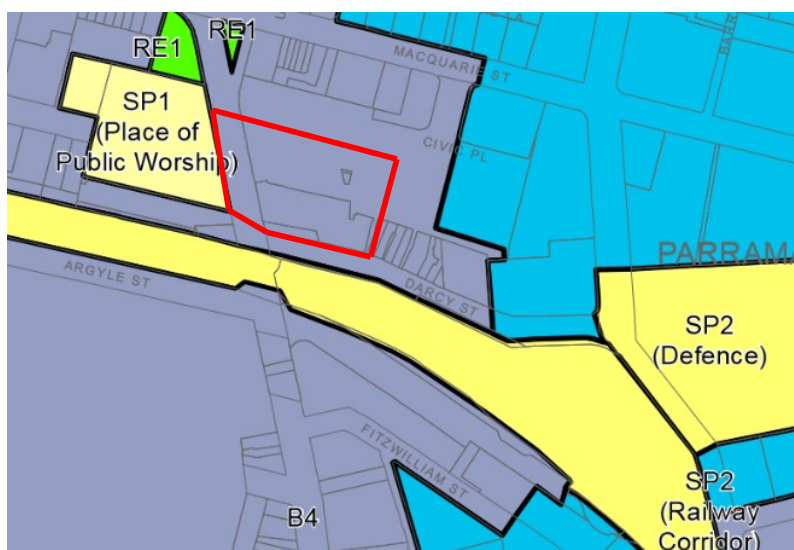 RE1
RE1
MACQUARIE ST
SP1
(Place of
Public Worship)
CIVIC PL
ARGYLE ST
DARCY ST
PARRAMA
SP2
(Defence)
FITZWILLIAM ST
B4
SP2
(Railway
Corridor)